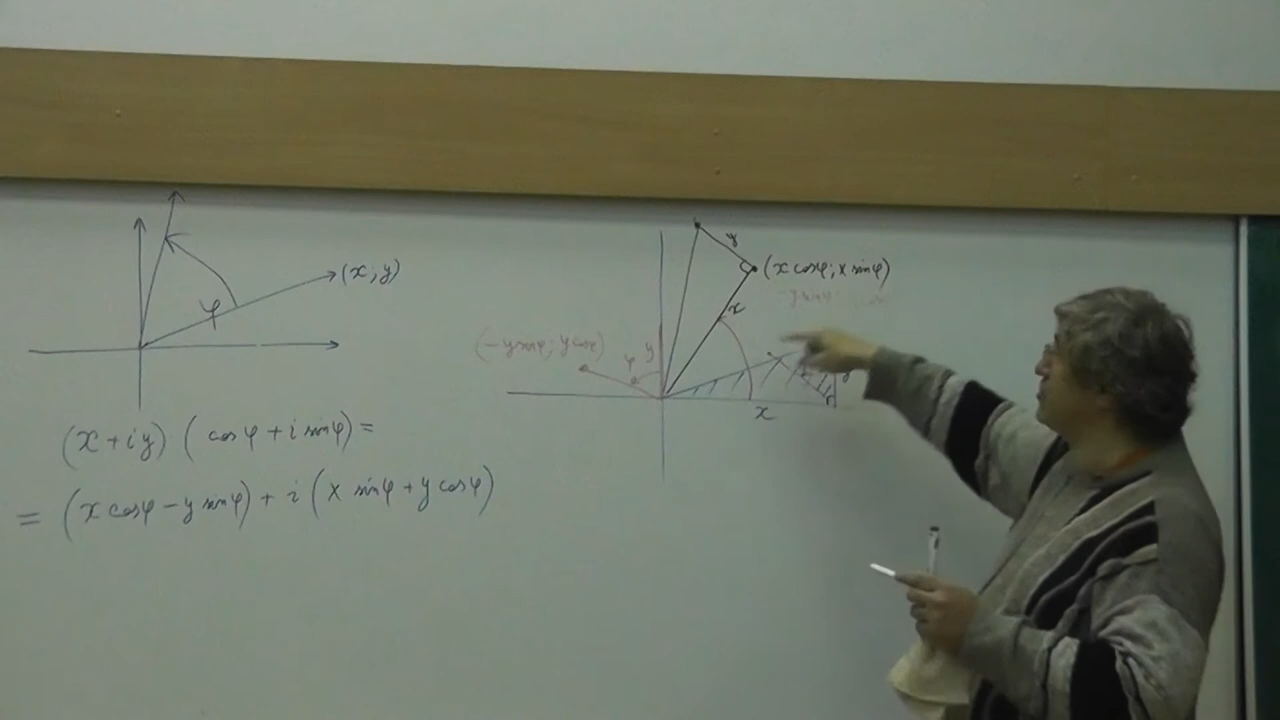 (x, y)
φ
(x + iy) (cos φ + i sin φ) =
= (x cos φ − y sin φ) + i (x sin φ + y cos φ)
y
(x cos φ; x sin φ)
x
(−y sin φ; y cos φ)
φ
y
x
y